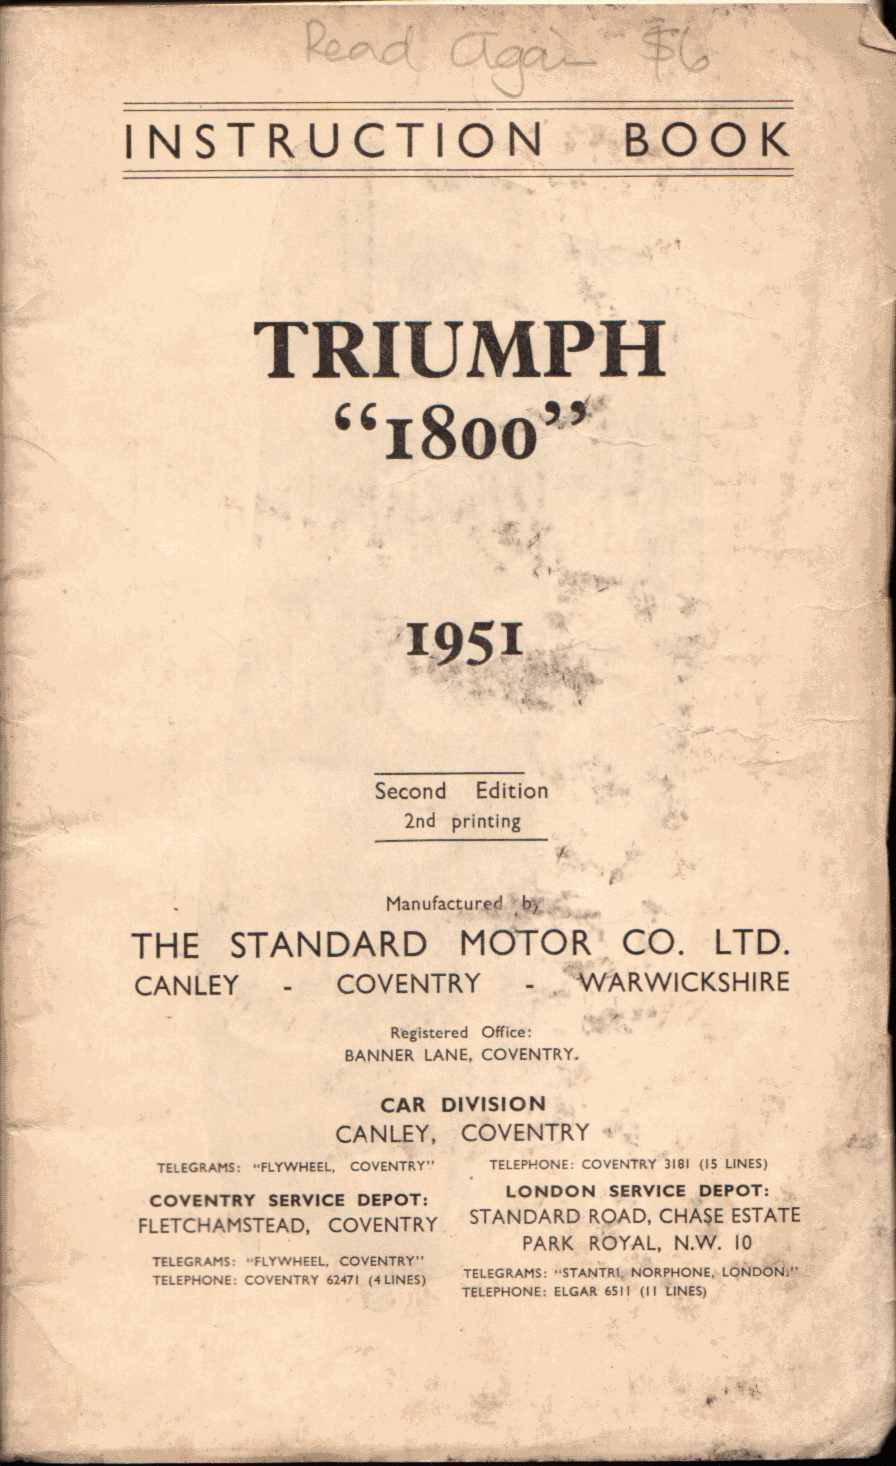 Read Again $6
INSTRUCTION BOOK
TRIUMPH
“1800”
1951
Second Edition
2nd printing
Manufactured by
THE STANDARD MOTOR CO. LTD.
CANLEY - COVENTRY - WARWICKSHIRE
Registered Office:
BANNER LANE, COVENTRY.
CAR DIVISION
CANLEY, COVENTRY
TELEGRAMS: “FLYWHEEL, COVENTRY”
TELEPHONE: COVENTRY 3181 (15 LINES)
COVENTRY SERVICE DEPOT:
FLETCHAMSTEAD, COVENTRY
TELEGRAMS: “FLYWHEEL, COVENTRY”
TELEPHONE: COVENTRY 62471 (4 LINES)
LONDON SERVICE DEPOT:
STANDARD ROAD, CHASE ESTATE
PARK ROYAL, N.W. 10
TELEGRAMS: “STANTRI, NORPHONE, LONDON.”
TELEPHONE: ELGAR 6511 (11 LINES)